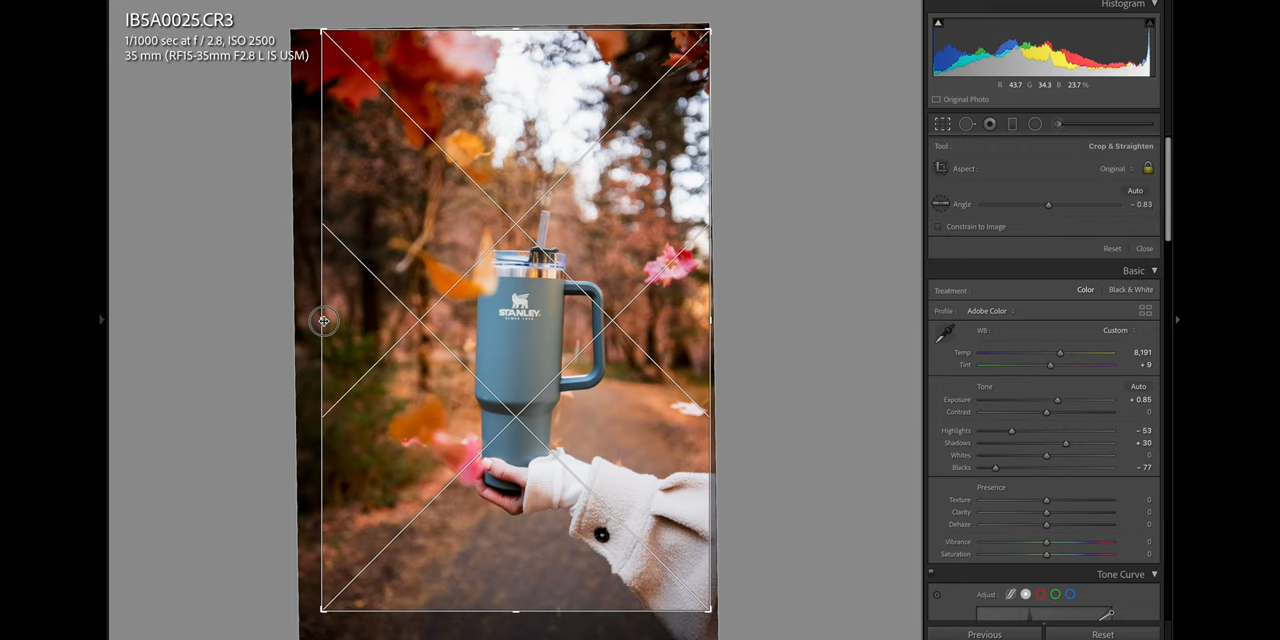 IB5A0025.CR3
1/1000 sec at f / 2.8, ISO 2500
35 mm (RF15-35mm F2.8 L IS USM)
STANLEY.
Histogram
R 43.7 G 34.3 B 23.7 %
Original Photo
Tool: Crop & Straighten
Aspect: Original
Auto
Angle - 0.83
Constrain to Image
Reset Close
Basic
Treatment: Color Black & White
Profile: Adobe Color
WB: Custom
Temp 8,191
Tint + 9
Tone Auto
Exposure + 0.85
Contrast 0
Highlights - 53
Shadows + 30
Whites 0
Blacks - 77
Presence
Texture 0
Clarity 0
Dehaze 0
Vibrance 0
Saturation 0
Tone Curve
Adjust:
Previous Reset